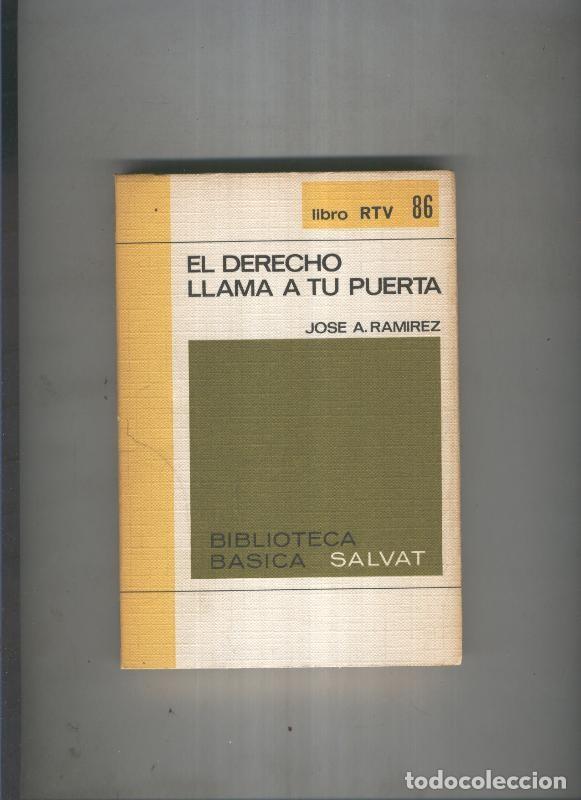 libro RTV 86
EL DERECHO
LLAMA A TU PUERTA
JOSE A. RAMIREZ
BIBLIOTECA
BASICA SALVAT
todocoleccion